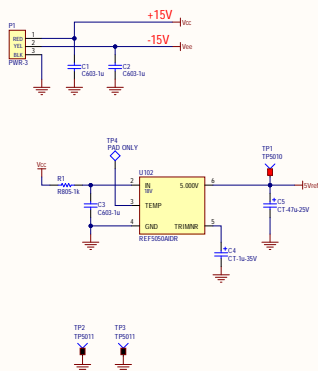 +15V
P1
Vcc
1
RED
-15V
2
YEL
Vee
3
BLK
PWR-3
C1
C603-1u
C2
C603-1u
TP4
PAD ONLY
TP1
TP5010
Vcc
U102
R1
2
IN
18V
5.000V
6
5Vref
R805-1k
C3
C603-1u
3
TEMP
C5
CT-47u-25V
4
GND
TRIMNR
5
REF5050AIDR
C4
CT-1u-35V
TP2
TP5011
TP3
TP5011